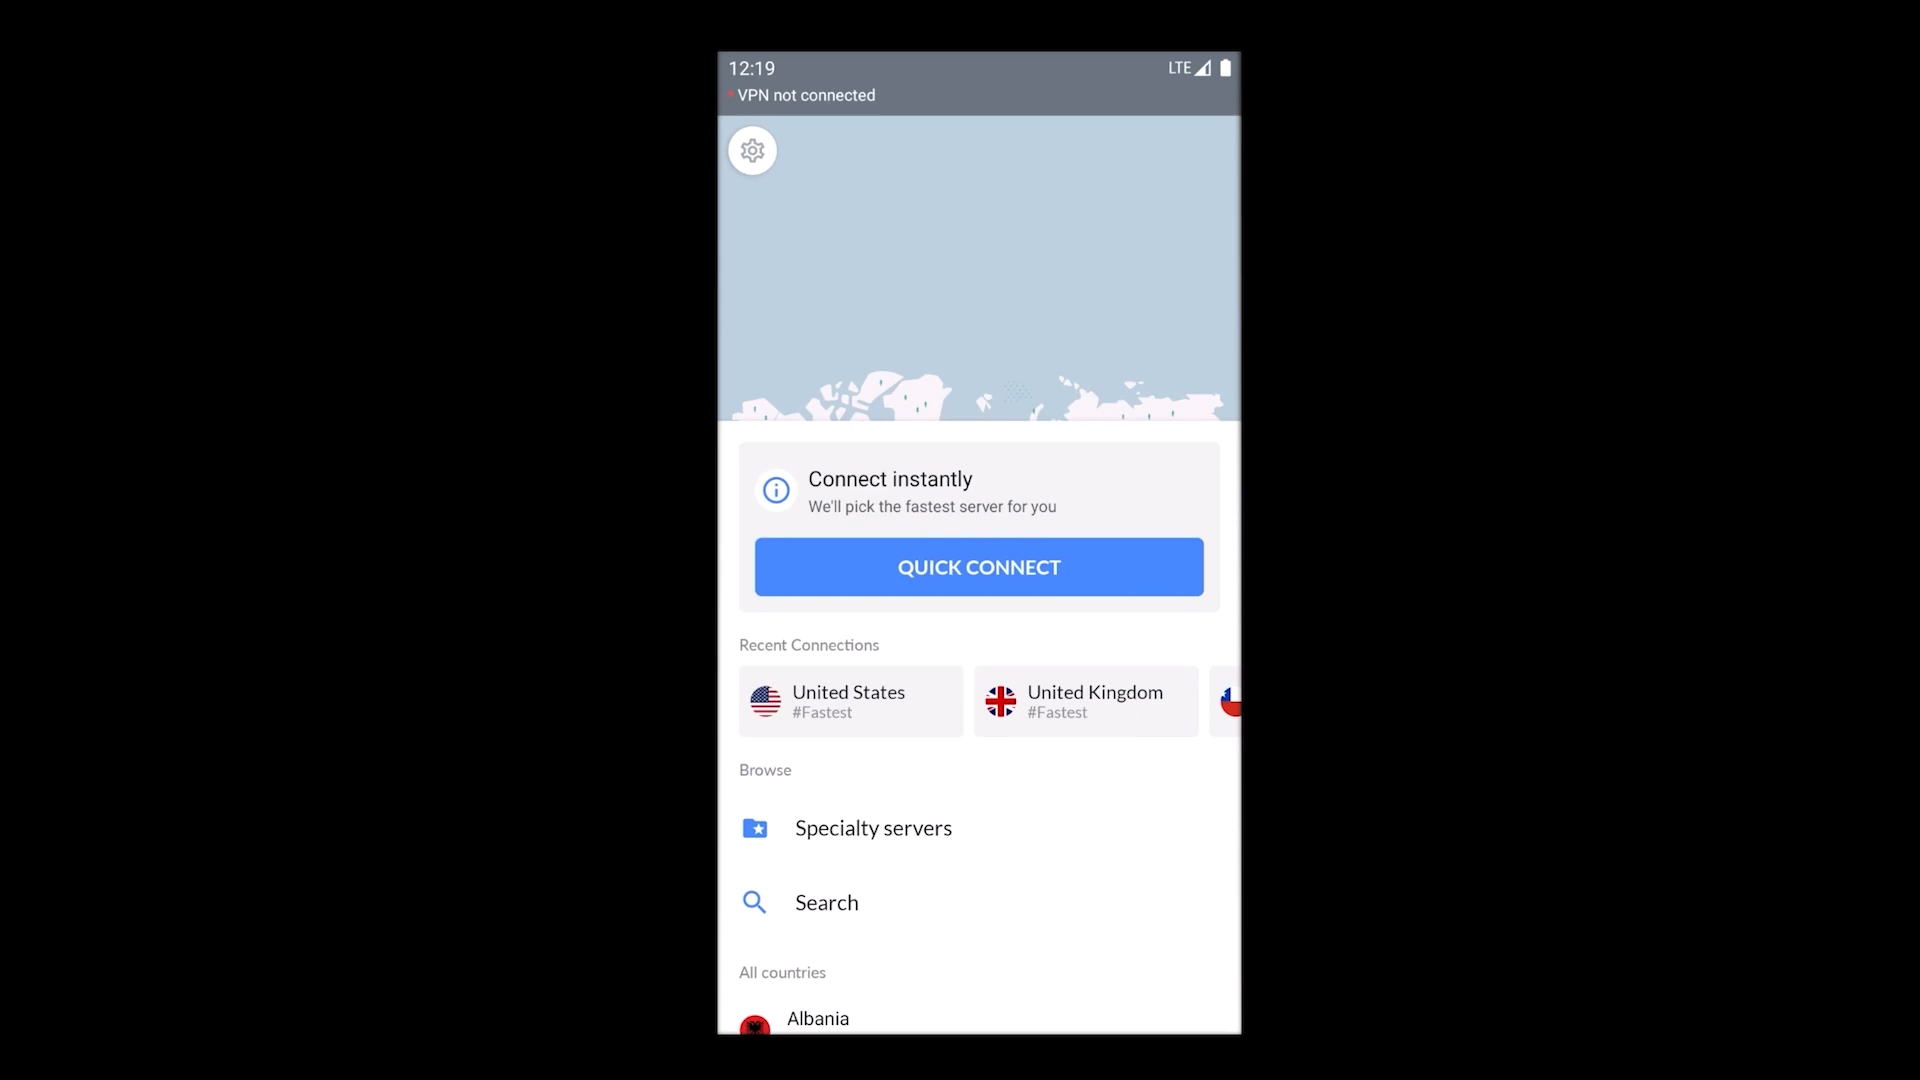 12:19
LTE
VPN not connected
Connect instantly
We'll pick the fastest server for you
QUICK CONNECT
Recent Connections
United States
#Fastest
United Kingdom
#Fastest
Browse
Specialty servers
Search
All countries
Albania